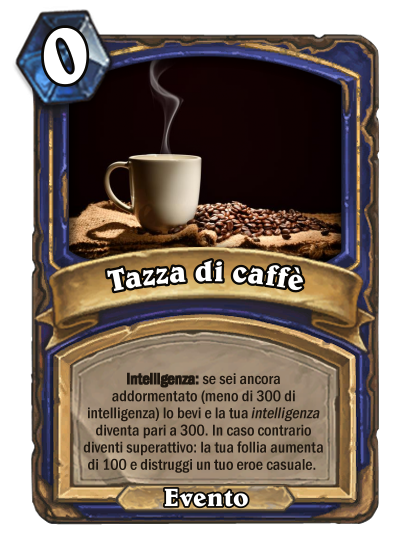 0
Tazza di caffè
Intelligenza: se sei ancora
addormentato (meno di 300 di
intelligenza) lo bevi e la tua intelligenza
diventa pari a 300. In caso contrario
diventi superattivo: la tua follia aumenta
di 100 e distruggi un tuo eroe casuale.
Evento